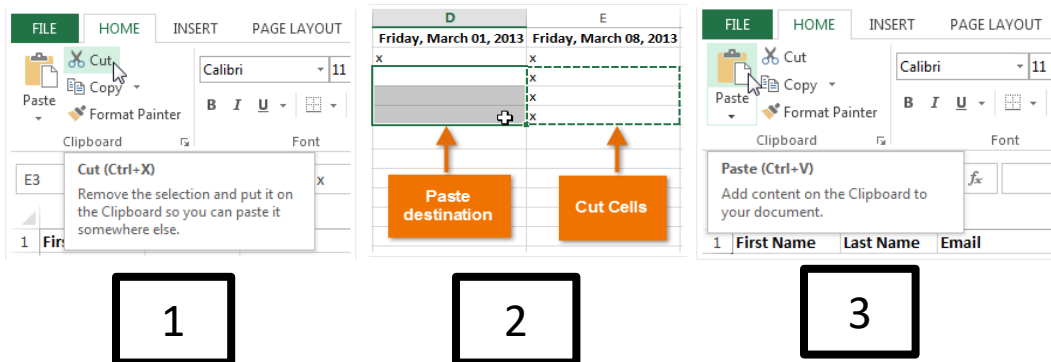 FILE HOME INSERT PAGE LAYOUT
Cut
Calibri 11
Copy
Paste
B I U
Format Painter
Clipboard Font
Cut (Ctrl+X)
E3 x
Remove the selection and put it on
the Clipboard so you can paste it
somewhere else.
1 Firs
D E
Friday, March 01, 2013 Friday, March 08, 2013
x x
x
x
x
Paste
destination
Cut Cells
FILE HOME INSERT PAGE LAYOUT
Cut
Calibri 11
Copy
Paste
B I U
Format Painter
Clipboard Font
Paste (Ctrl+V)
fx
Add content on the Clipboard to
your document.
1 First Name Last Name Email
1
2
3